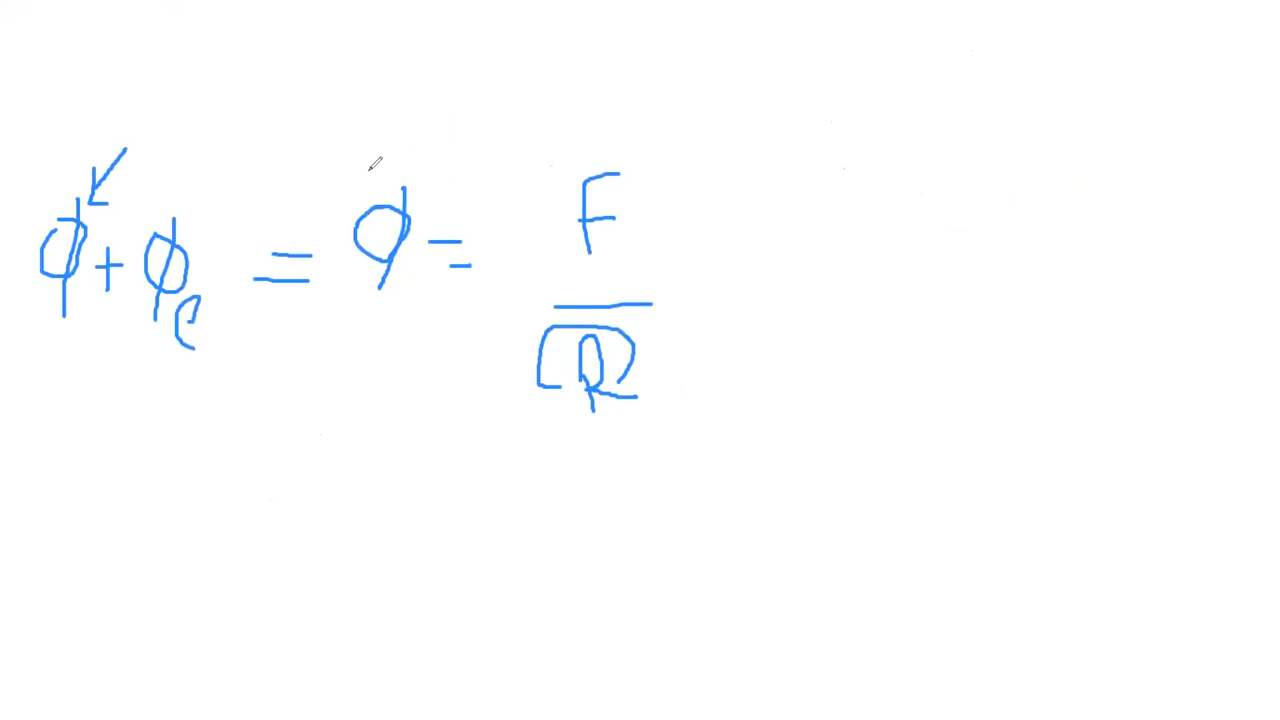 ϕ + ϕe = ϕ = F / R